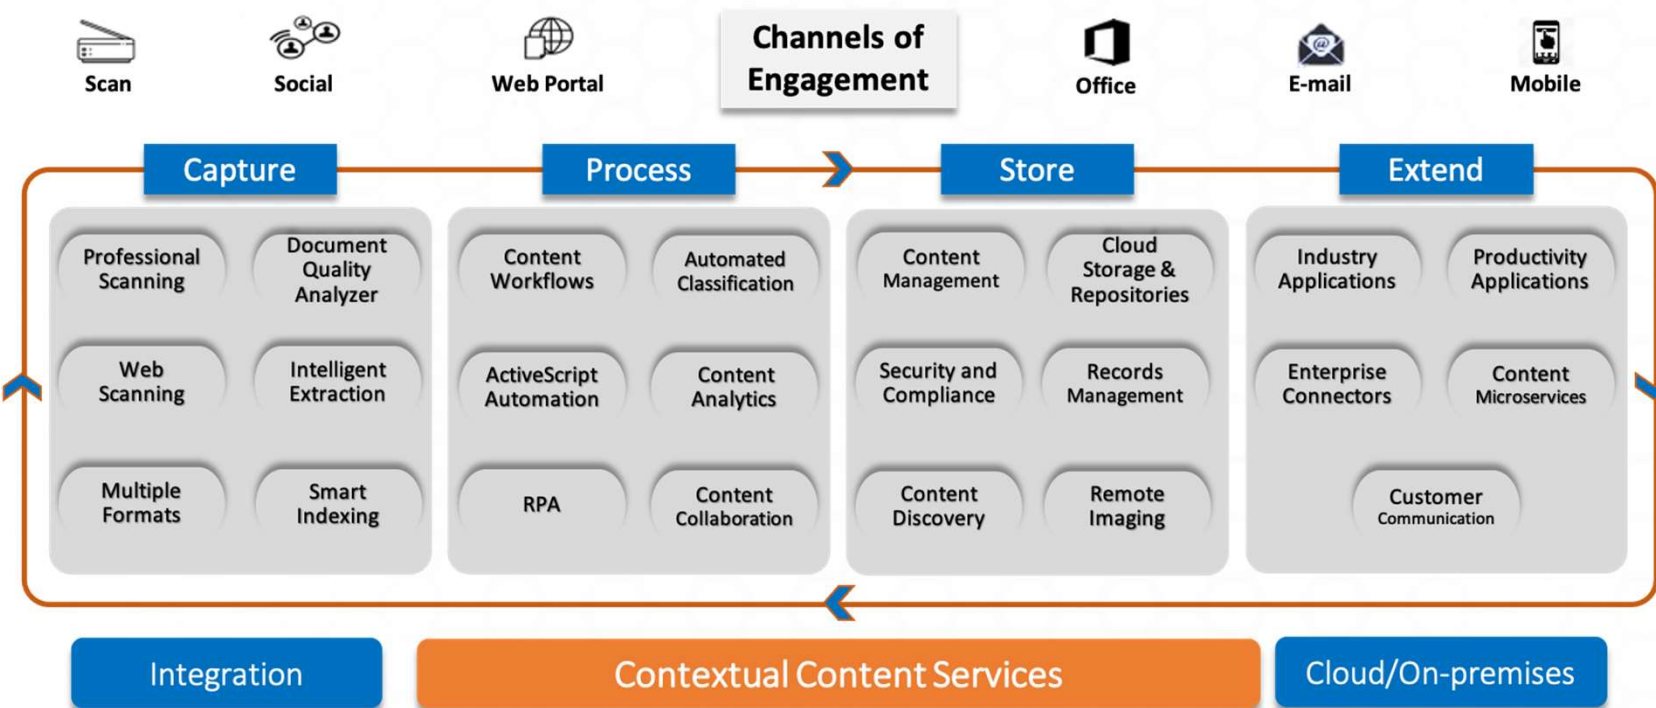 Channels of
Engagement
Scan
Social
Web Portal
Office
E-mail
Mobile
Capture
Process
Store
Extend
Professional
Scanning
Document
Quality
Analyzer
Web
Scanning
Intelligent
Extraction
Multiple
Formats
Smart
Indexing
Content
Workflows
Automated
Classification
ActiveScript
Automation
Content
Analytics
RPA
Content
Collaboration
Content
Management
Cloud
Storage &
Repositories
Security and
Compliance
Records
Management
Content
Discovery
Remote
Imaging
Industry
Applications
Productivity
Applications
Enterprise
Connectors
Content
Microservices
Customer
Communication
Integration
Contextual Content Services
Cloud/On-premises